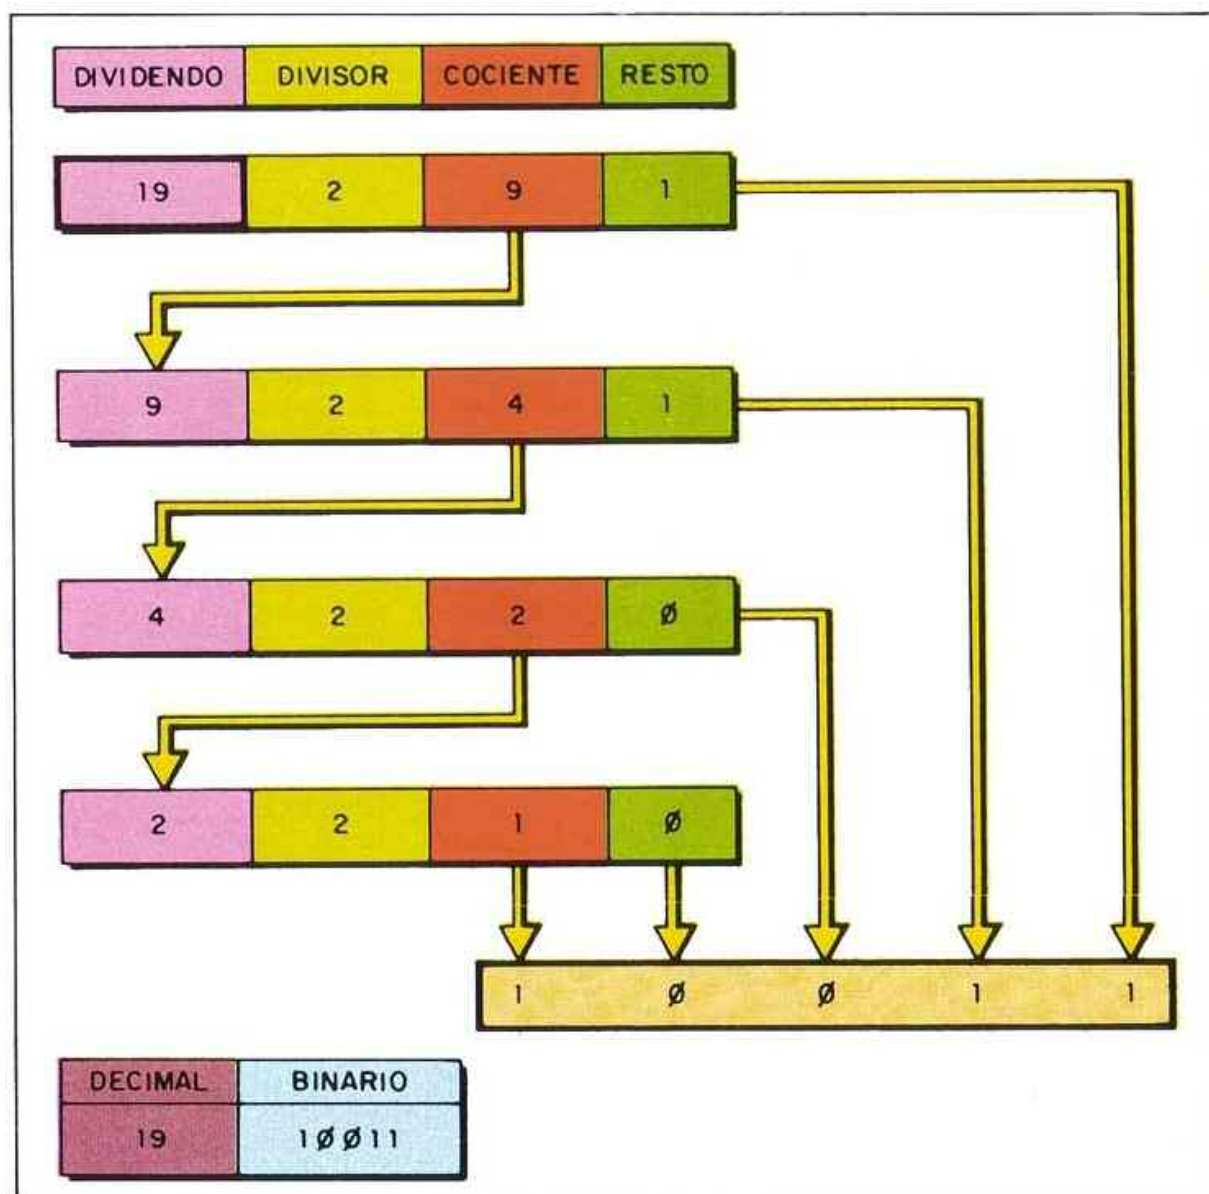 DIVIDENDO DIVISOR COCIENTE RESTO
19 2 9 1
9 2 4 1
4 2 2 Ø
2 2 1 Ø
1 Ø Ø 1 1
DECIMAL BINARIO
19 1ØØ11